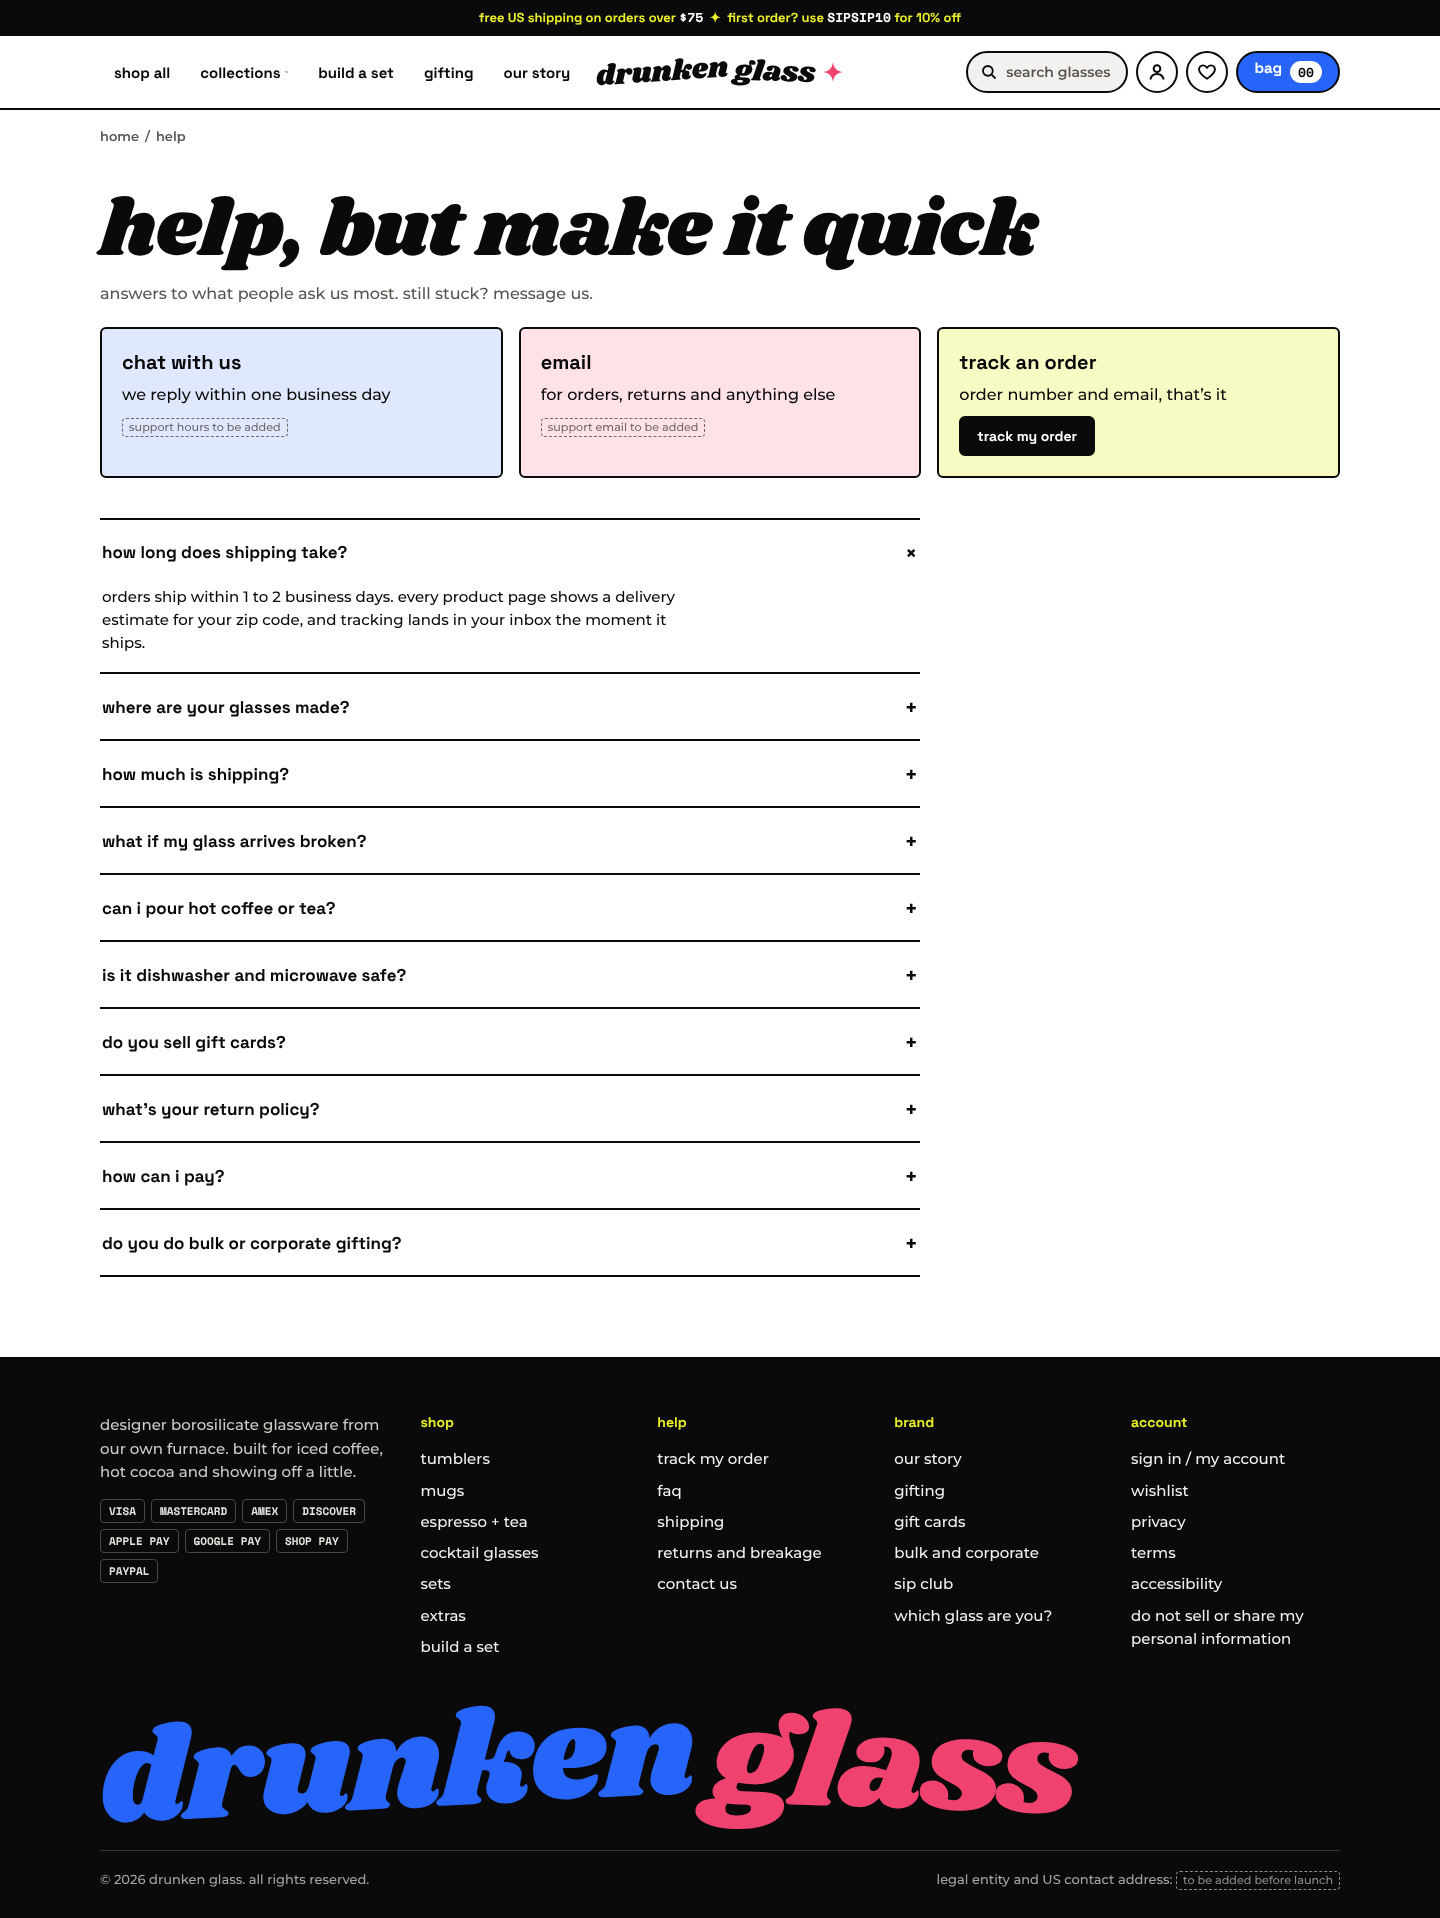 free US shipping on orders over $75 ✦ first order? use SIPSIP10 for 10% off
shop all collections build a set gifting our story drunken glass ✦ search glasses bag 00
home / help
help, but make it quick
answers to what people ask us most. still stuck? message us.
chat with us
we reply within one business day
support hours to be added
email
for orders, returns and anything else
support email to be added
track an order
order number and email, that’s it
track my order
how long does shipping take? ×
orders ship within 1 to 2 business days. every product page shows a delivery
estimate for your zip code, and tracking lands in your inbox the moment it
ships.
where are your glasses made? +
how much is shipping? +
what if my glass arrives broken? +
can i pour hot coffee or tea? +
is it dishwasher and microwave safe? +
do you sell gift cards? +
what’s your return policy? +
how can i pay? +
do you do bulk or corporate gifting? +
designer borosilicate glassware from
our own furnace. built for iced coffee,
hot cocoa and showing off a little.
VISA MASTERCARD AMEX DISCOVER
APPLE PAY GOOGLE PAY SHOP PAY
PAYPAL
shop
tumblers
mugs
espresso + tea
cocktail glasses
sets
extras
build a set
help
track my order
faq
shipping
returns and breakage
contact us
brand
our story
gifting
gift cards
bulk and corporate
sip club
which glass are you?
account
sign in / my account
wishlist
privacy
terms
accessibility
do not sell or share my
personal information
drunken glass
© 2026 drunken glass. all rights reserved.
legal entity and US contact address: to be added before launch